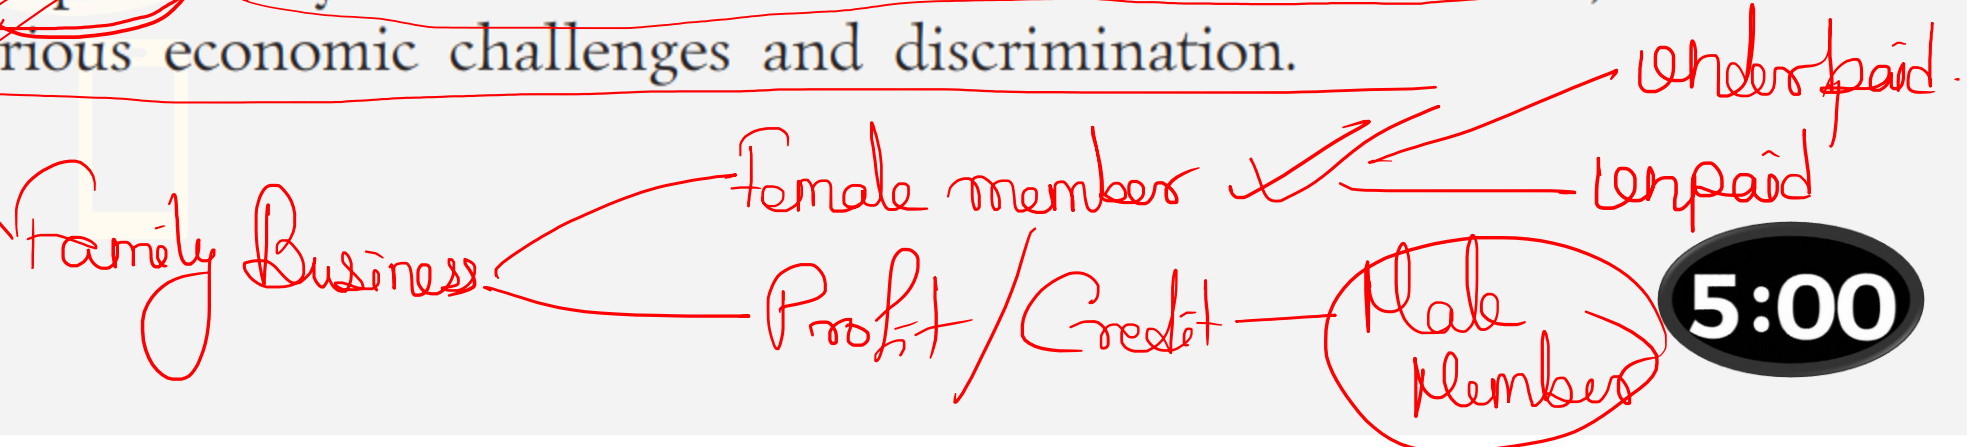 rious economic challenges and discrimination.
Underpaid.
Female member
unpaid
Family Business
Profit/Credit
Male
Member
5:00